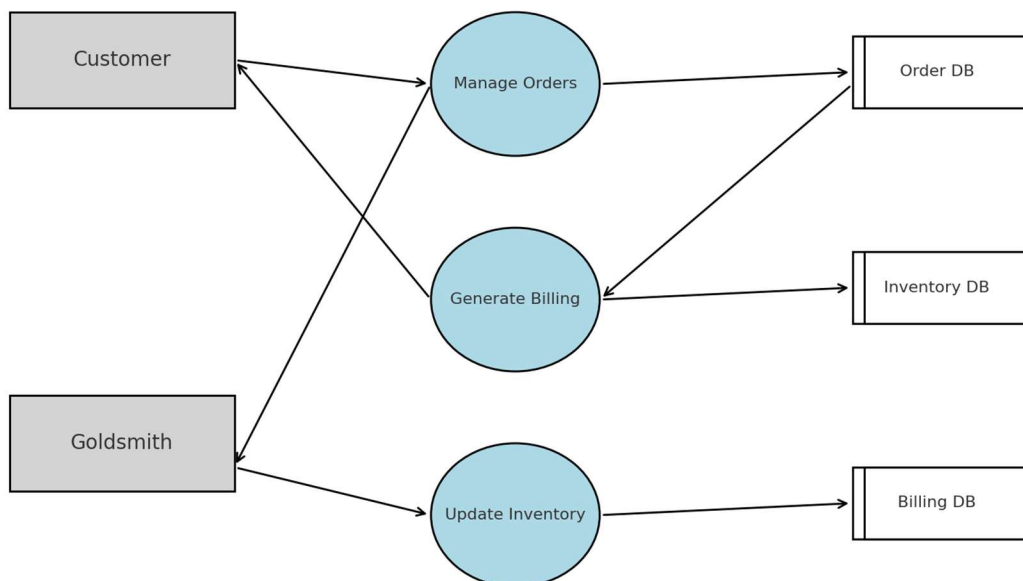 Customer
Manage Orders
Order DB
Generate Billing
Inventory DB
Goldsmith
Update Inventory
Billing DB